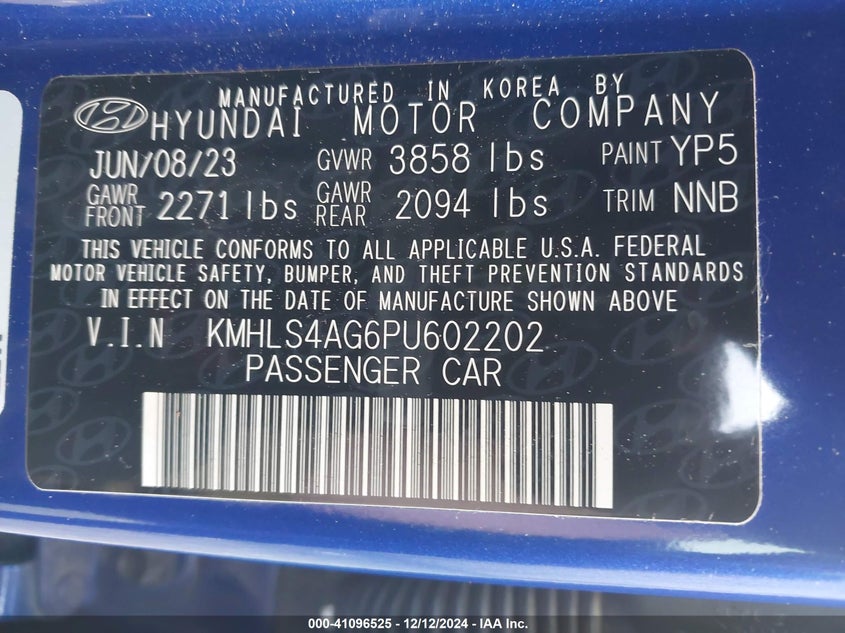 MANUFACTURED IN KOREA BY
HYUNDAI MOTOR COMPANY
JUN/08/23 GVWR 3858 lbs PAINT YP5
GAWR FRONT 2271 lbs GAWR REAR 2094 lbs TRIM NNB
THIS VEHICLE CONFORMS TO ALL APPLICABLE U.S.A. FEDERAL
MOTOR VEHICLE SAFETY, BUMPER, AND THEFT PREVENTION STANDARDS
IN EFFECT ON THE DATE OF MANUFACTURE SHOWN ABOVE
V.I.N KMHLS4AG6PU602202
PASSENGER CAR
000-41096525 - 12/12/2024 - IAA Inc.